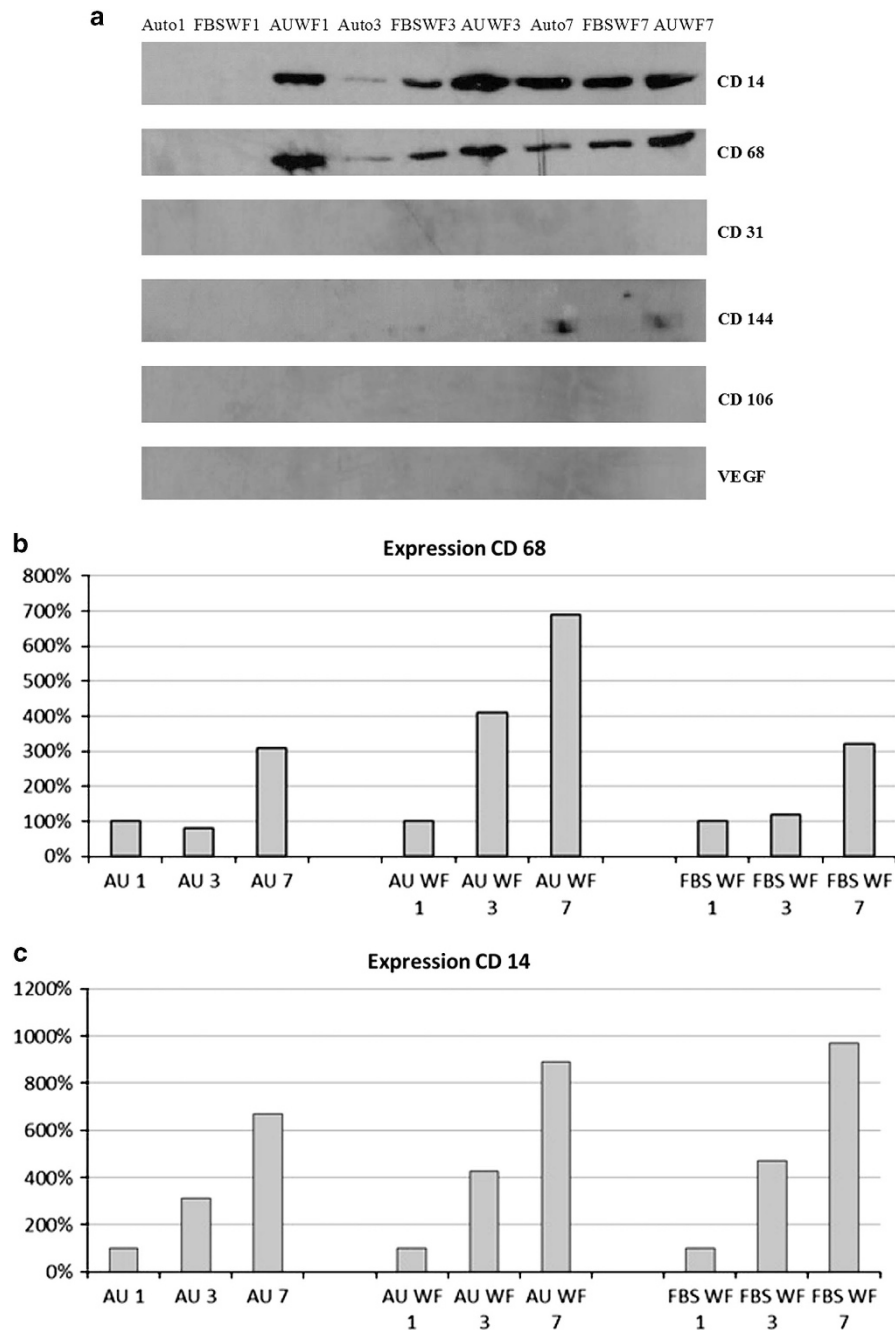 a
Auto1 FBSWF1 AUWF1 Auto3 FBSWF3 AUWF3 Auto7 FBSWF7 AUWF7
CD 14
CD 68
CD 31
CD 144
CD 106
VEGF
b
Expression CD 68
800%
700%
600%
500%
400%
300%
200%
100%
0%
AU 1 AU 3 AU 7 AU WF 1 AU WF 3 AU WF 7 FBS WF 1 FBS WF 3 FBS WF 7
c
Expression CD 14
1200%
1000%
800%
600%
400%
200%
0%
AU 1 AU 3 AU 7 AU WF 1 AU WF 3 AU WF 7 FBS WF 1 FBS WF 3 FBS WF 7